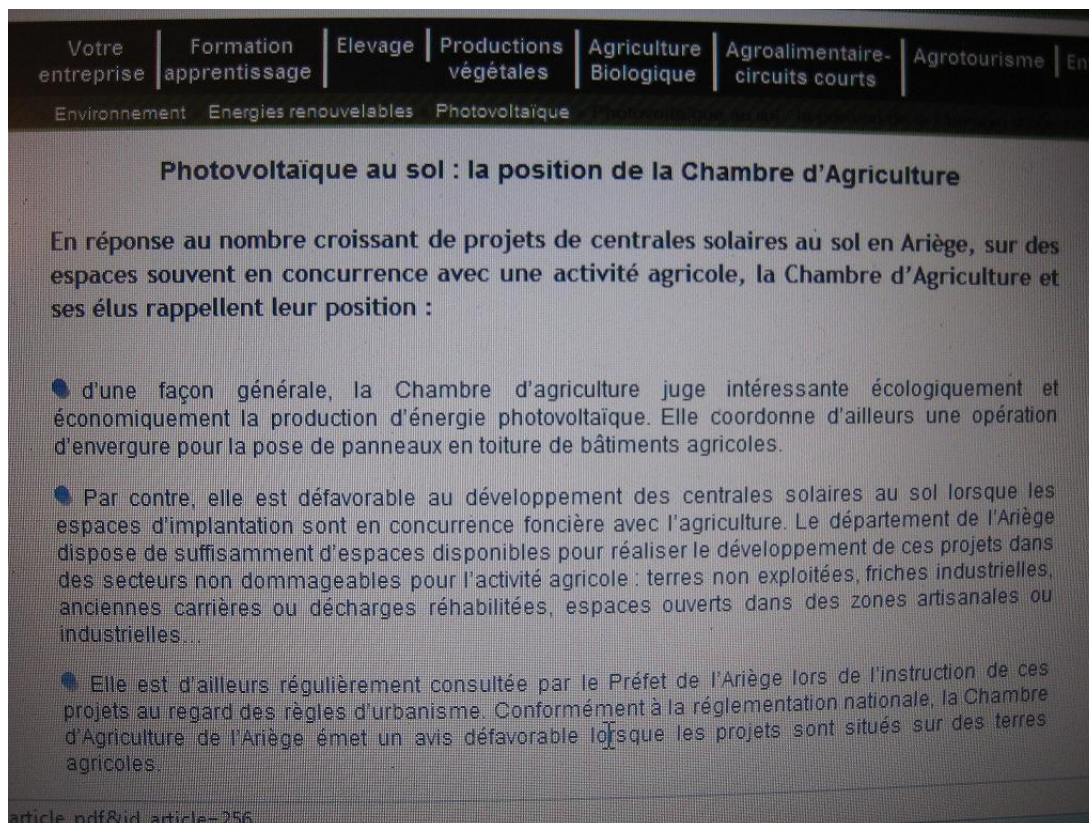 Votre entreprise
Formation apprentissage
Elevage
Productions végétales
Agriculture Biologique
Agroalimentaire-circuits courts
Agrotourisme
En
Environnement Energies renouvelables Photovoltaïque
Photovoltaïque au sol : la position de la Chambre d'Agriculture
En réponse au nombre croissant de projets de centrales solaires au sol en Ariège, sur des
espaces souvent en concurrence avec une activité agricole, la Chambre d'Agriculture et
ses élus rappellent leur position :
d'une façon générale, la Chambre d'agriculture juge intéressante écologiquement et
économiquement la production d'énergie photovoltaïque. Elle coordonne d'ailleurs une opération
d'envergure pour la pose de panneaux en toiture de bâtiments agricoles.
Par contre, elle est défavorable au développement des centrales solaires au sol lorsque les
espaces d'implantation sont en concurrence foncière avec l'agriculture. Le département de l'Ariège
dispose de suffisamment d'espaces disponibles pour réaliser le développement de ces projets dans
des secteurs non dommageables pour l'activité agricole : terres non exploitées, friches industrielles,
anciennes carrières ou décharges réhabilitées, espaces ouverts dans des zones artisanales ou
industrielles...
Elle est d'ailleurs régulièrement consultée par le Préfet de l'Ariège lors de l'instruction de ces
projets au regard des règles d'urbanisme. Conformément à la réglementation nationale, la Chambre
d'Agriculture de l'Ariège émet un avis défavorable lorsque les projets sont situés sur des terres
agricoles.
article_pdf&id_article=256